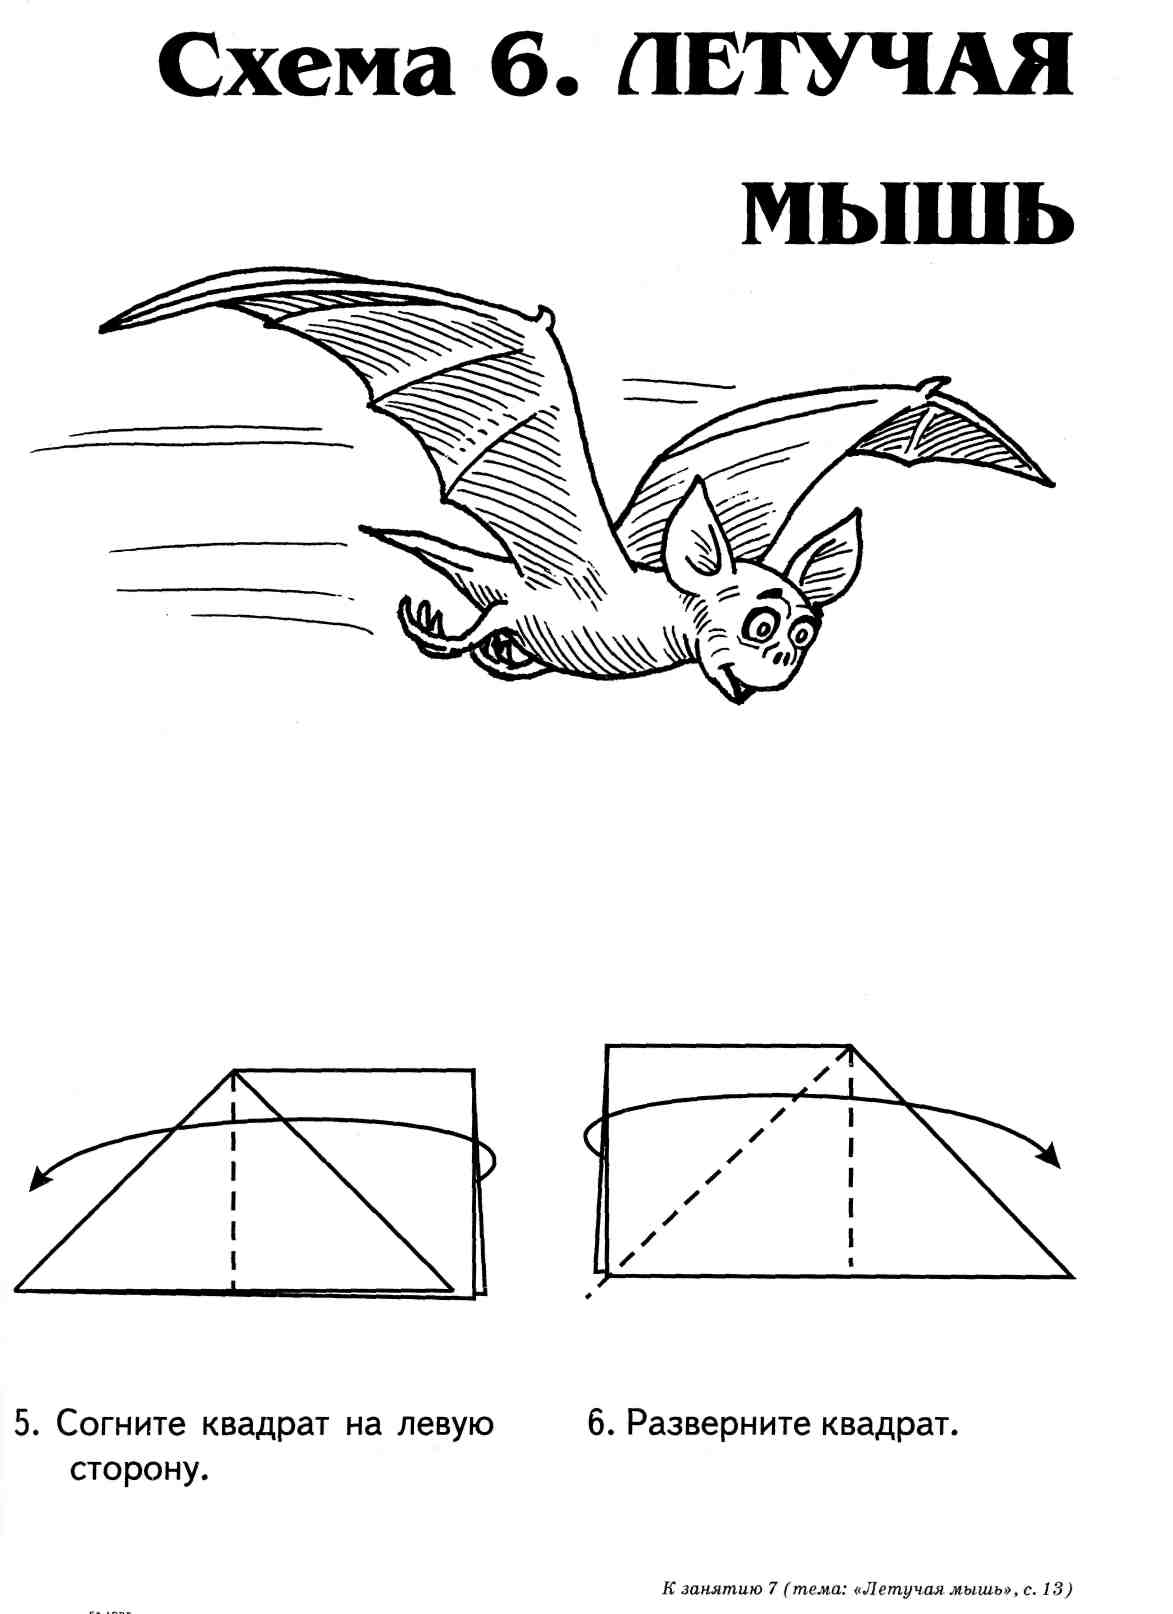 Схема 6. ЛЕТУЧАЯ
МЫШЬ
5. Согните квадрат на левую
сторону.
6. Разверните квадрат.
К занятию 7 (тема: «Летучая мышь», с. 13)